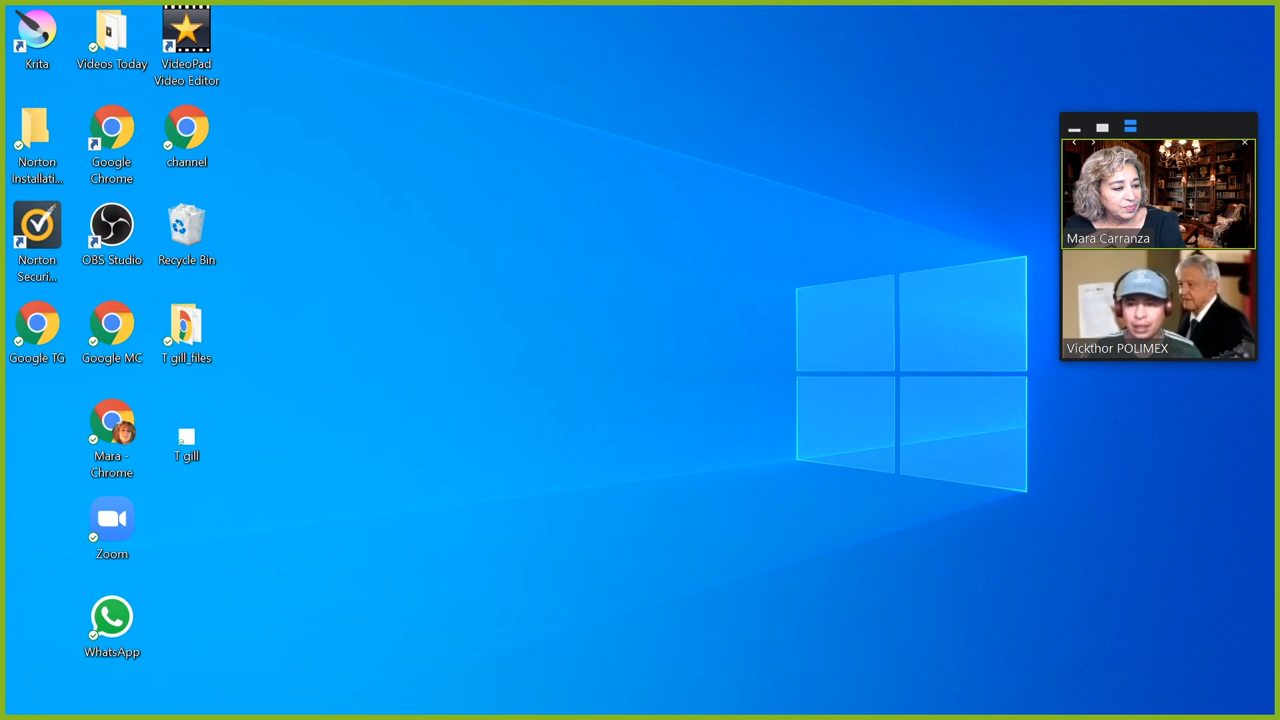 Krita
Videos Today
VideoPad
Video Editor
Norton
Installati...
Google
Chrome
channel
Norton
Securi...
OBS Studio
Recycle Bin
Google TG
Google MC
T gill_files
Mara -
Chrome
T gill
Zoom
WhatsApp
Mara Carranza
Vickthor POLIMEX